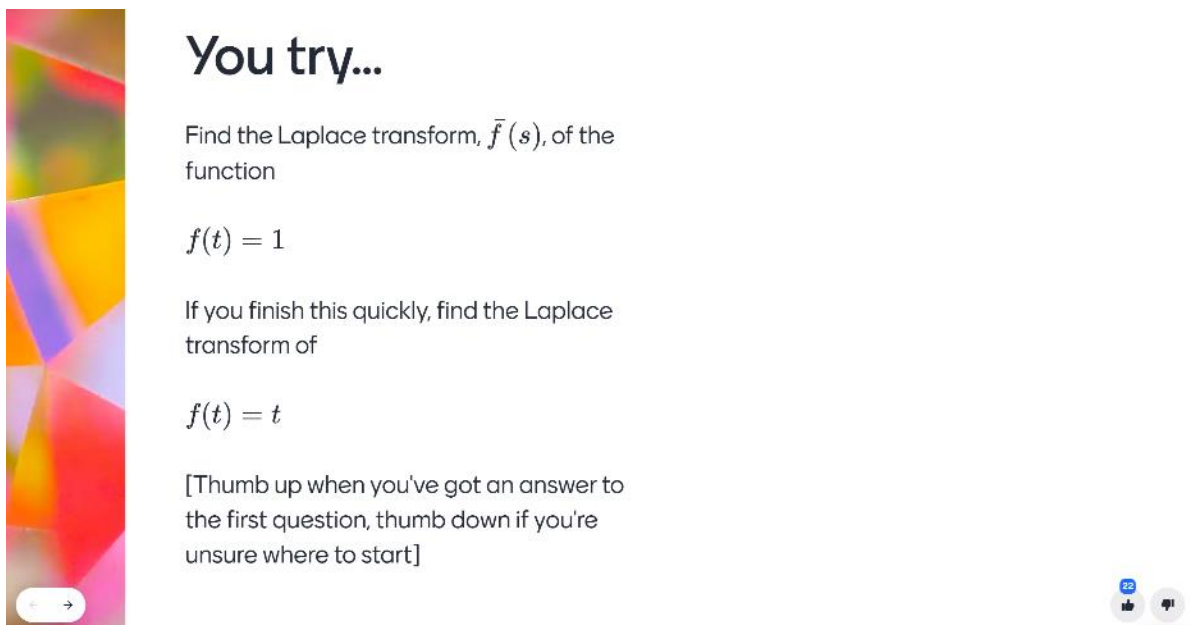 You try...
Find the Laplace transform, f̄ (s), of the
function
f(t) = 1
If you finish this quickly, find the Laplace
transform of
f(t) = t
[Thumb up when you've got an answer to
the first question, thumb down if you're
unsure where to start]
22